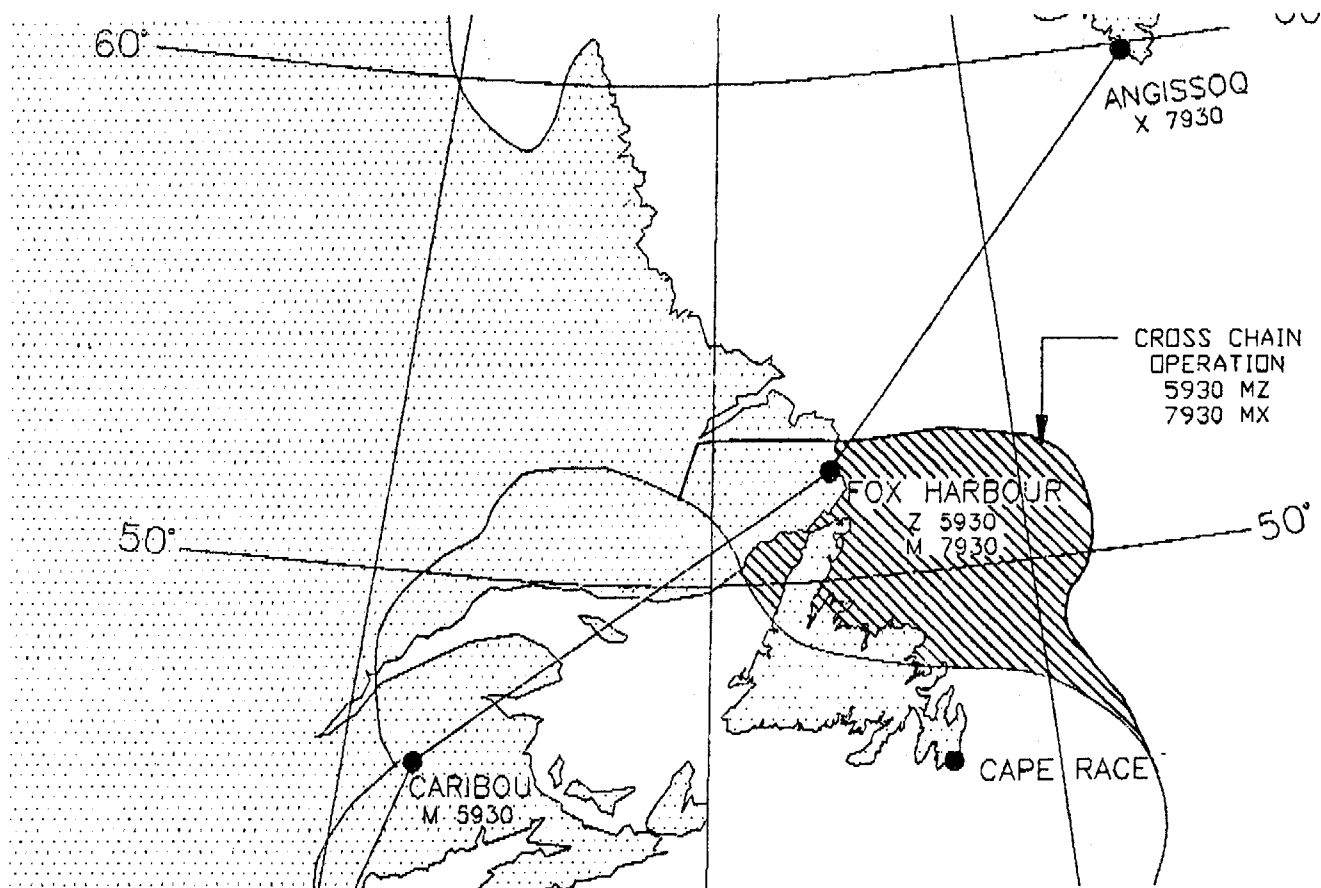 60°
ANGISSOQ
X 7930
CROSS CHAIN
OPERATION
5930 MZ
7930 MX
FOX HARBOUR
Z 5930
M 7930
50°
50°
CAPE RACE
CARIBOU
M 5930